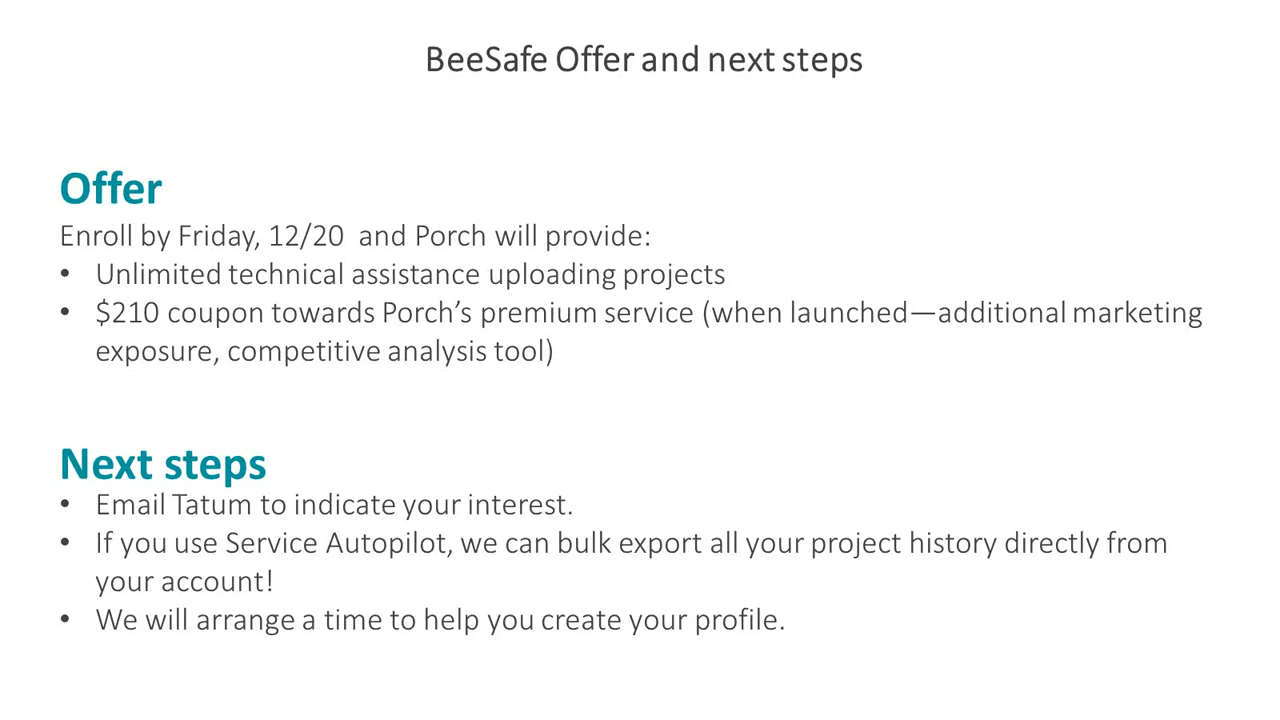 BeeSafe Offer and next steps
Offer
Enroll by Friday, 12/20  and Porch will provide:
• Unlimited technical assistance uploading projects
• $210 coupon towards Porch’s premium service (when launched—additional marketing
exposure, competitive analysis tool)
Next steps
• Email Tatum to indicate your interest.
• If you use Service Autopilot, we can bulk export all your project history directly from
your account!
• We will arrange a time to help you create your profile.